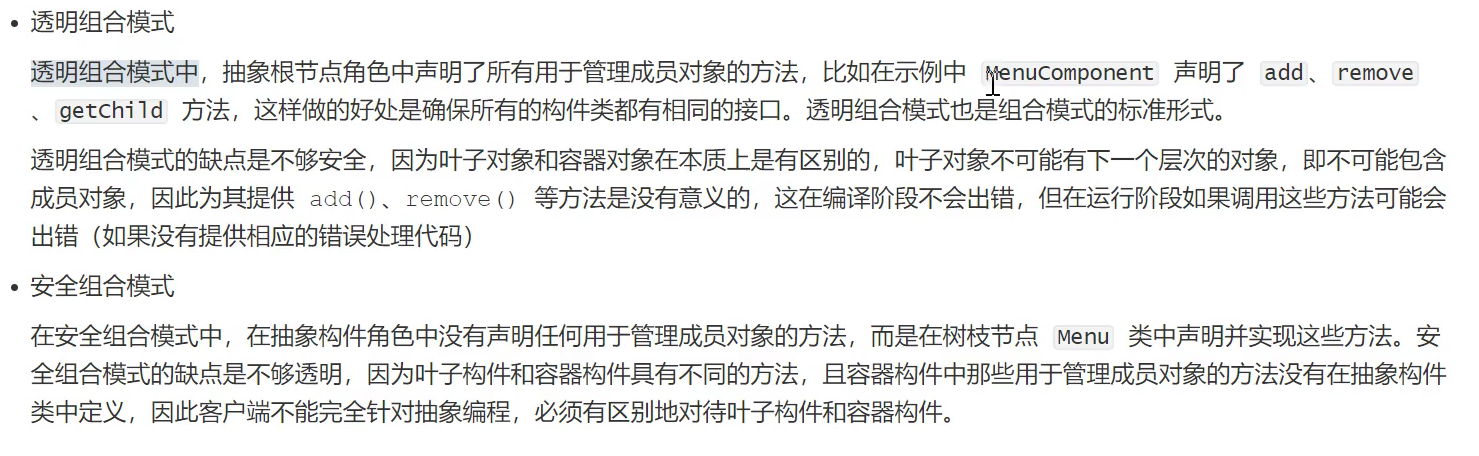 透明组合模式
透明组合模式中，抽象根节点角色中声明了所有用于管理成员对象的方法，比如在示例中 MenuComponent 声明了 add、remove
、getChild 方法，这样做的好处是确保所有的构件类都有相同的接口。透明组合模式也是组合模式的标准形式。
透明组合模式的缺点是不够安全，因为叶子对象和容器对象在本质上是有区别的，叶子对象不可能有下一个层次的对象，即不可能包含
成员对象，因此为其提供 add()、remove() 等方法是没有意义的，这在编译阶段不会出错，但在运行阶段如果调用这些方法可能会
出错（如果没有提供相应的错误处理代码）
安全组合模式
在安全组合模式中，在抽象构件角色中没有声明任何用于管理成员对象的方法，而是在树枝节点 Menu 类中声明并实现这些方法。安
全组合模式的缺点是不够透明，因为叶子构件和容器构件具有不同的方法，且容器构件中那些用于管理成员对象的方法没有在抽象构件
类中定义，因此客户端不能完全针对抽象编程，必须有区别地对待叶子构件和容器构件。